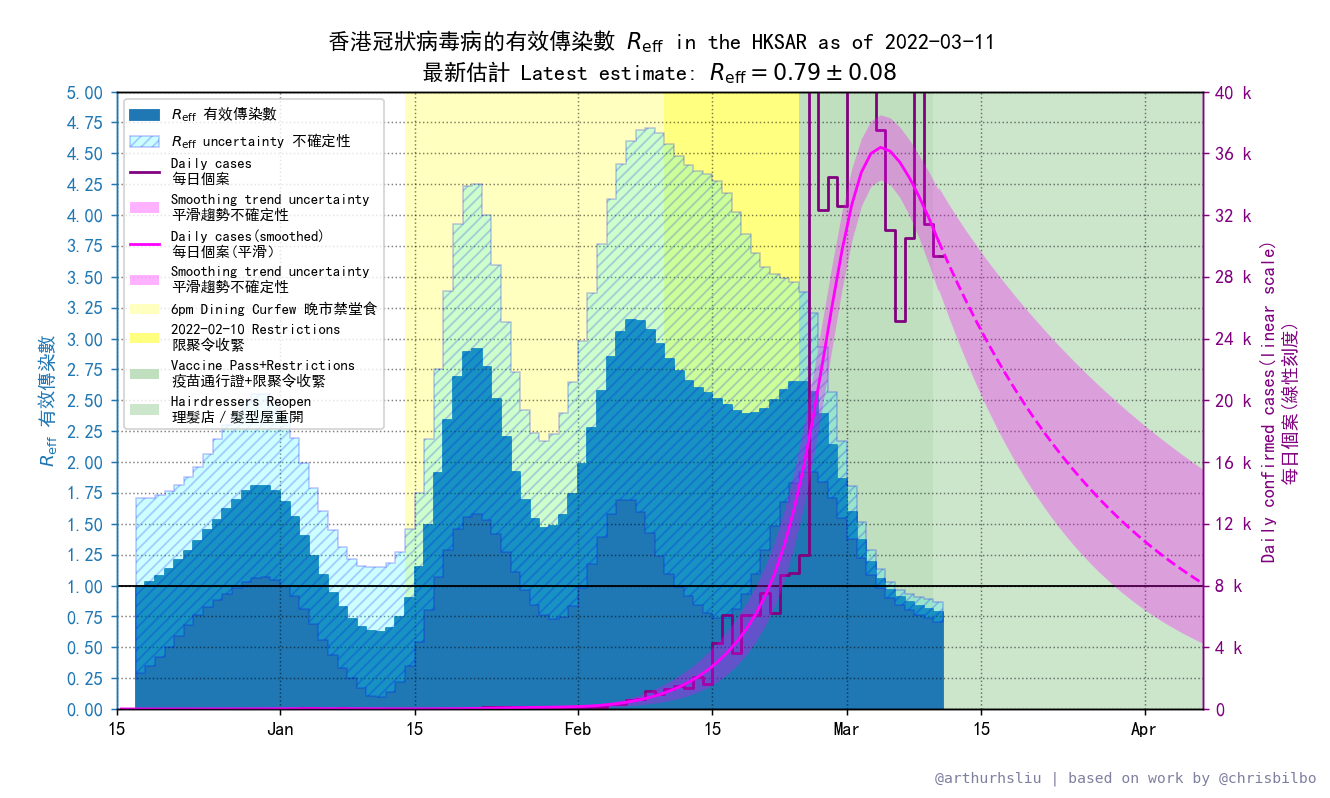 香港冠狀病毒病的有效傳染數 Reff in the HKSAR as of 2022-03-11
最新估計 Latest estimate: Reff = 0.79 ± 0.08
Reff 有效傳染數
Reff uncertainty 不確定性
Daily cases
每日個案
Smoothing trend uncertainty
平滑趨勢不確定性
Daily cases(smoothed)
每日個案(平滑)
Smoothing trend uncertainty
平滑趨勢不確定性
6pm Dining Curfew 晚市禁堂食
2022-02-10 Restrictions
限聚令收緊
Vaccine Pass+Restrictions
疫苗通行證+限聚令收緊
Hairdressers Reopen
理髮店/髮型屋重開
Reff 有效傳染數
5.00
4.75
4.50
4.25
4.00
3.75
3.50
3.25
3.00
2.75
2.50
2.25
2.00
1.75
1.50
1.25
1.00
0.75
0.50
0.25
0.00
40 k
36 k
32 k
28 k
24 k
20 k
16 k
12 k
8 k
4 k
0
Daily confirmed cases(linear scale)
每日個案(線性刻度)
15 Jan 15 Feb 15 Mar 15 Apr
@arthurhsliu | based on work by @chrisbilbo